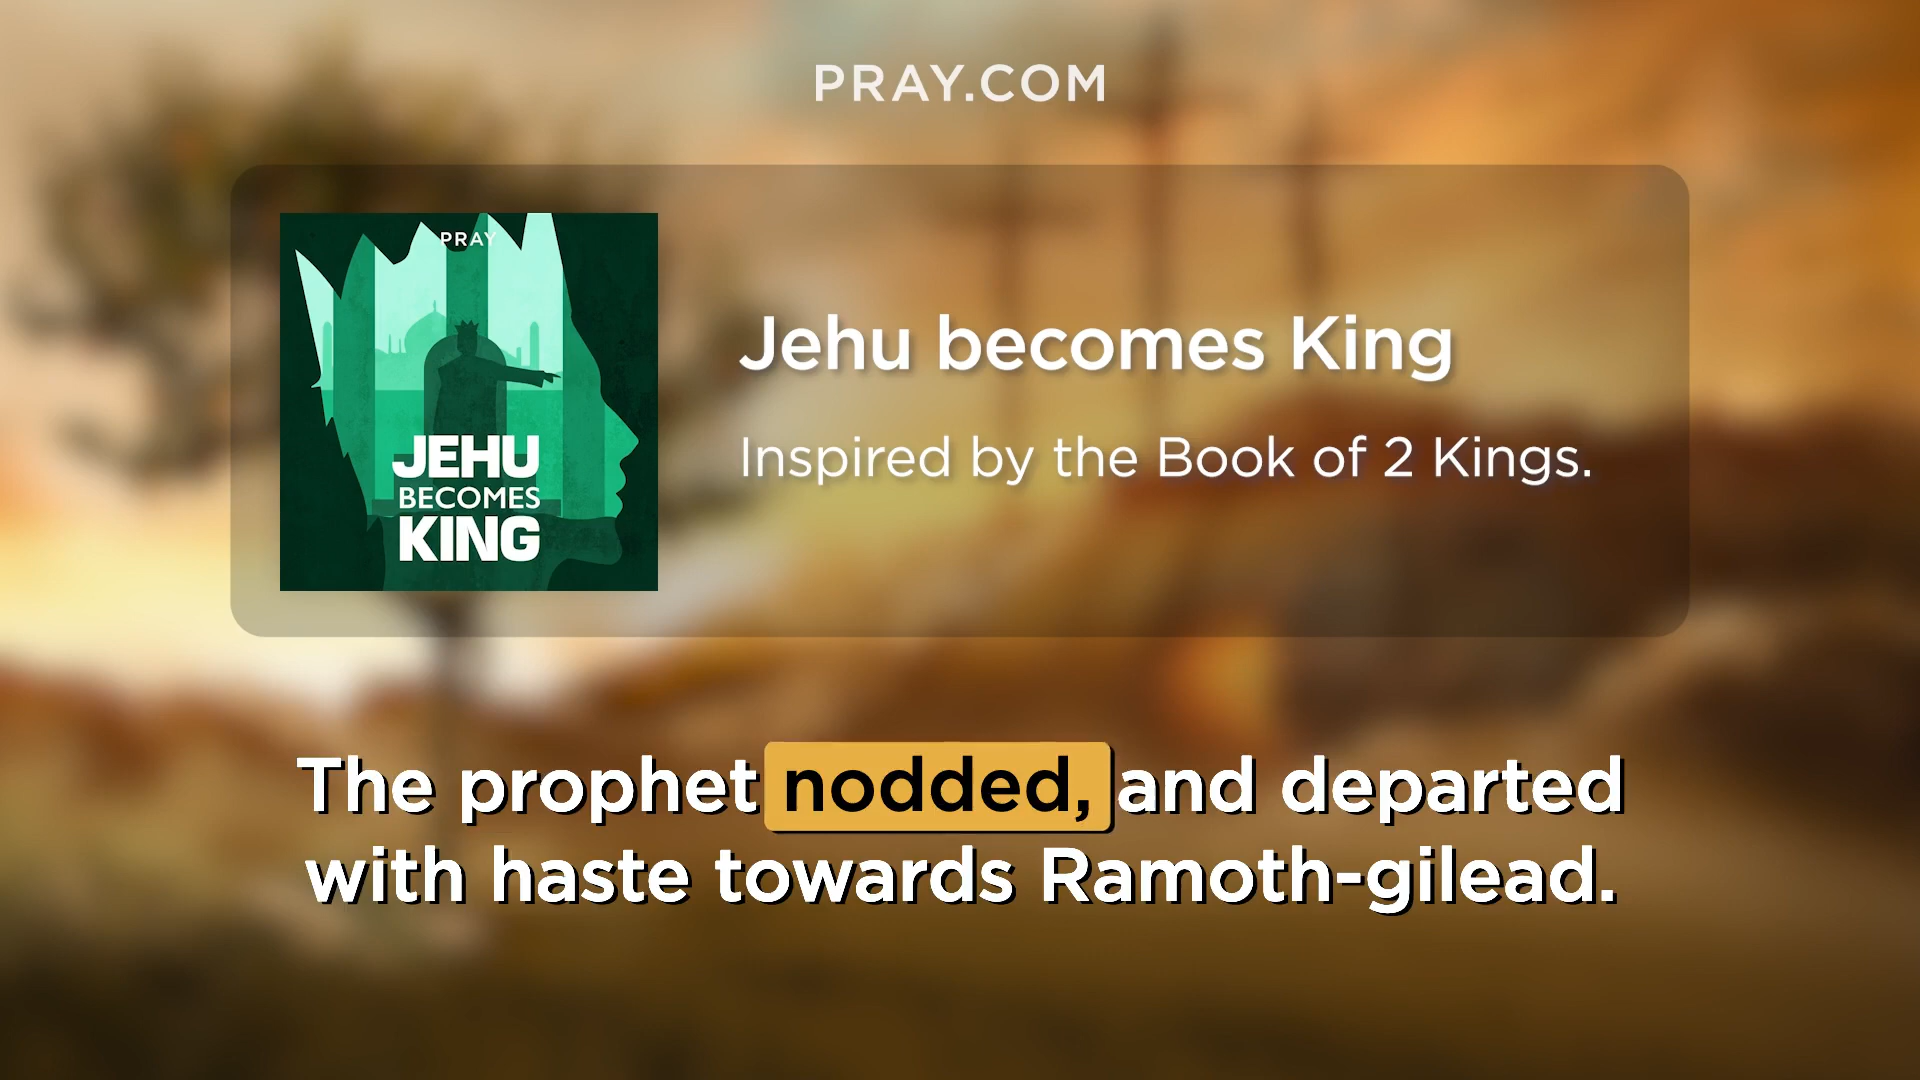 PRAY.COM
PRAY
JEHU
BECOMES
KING
Jehu becomes King
Inspired by the Book of 2 Kings.
The prophet nodded, and departed
with haste towards Ramoth-gilead.